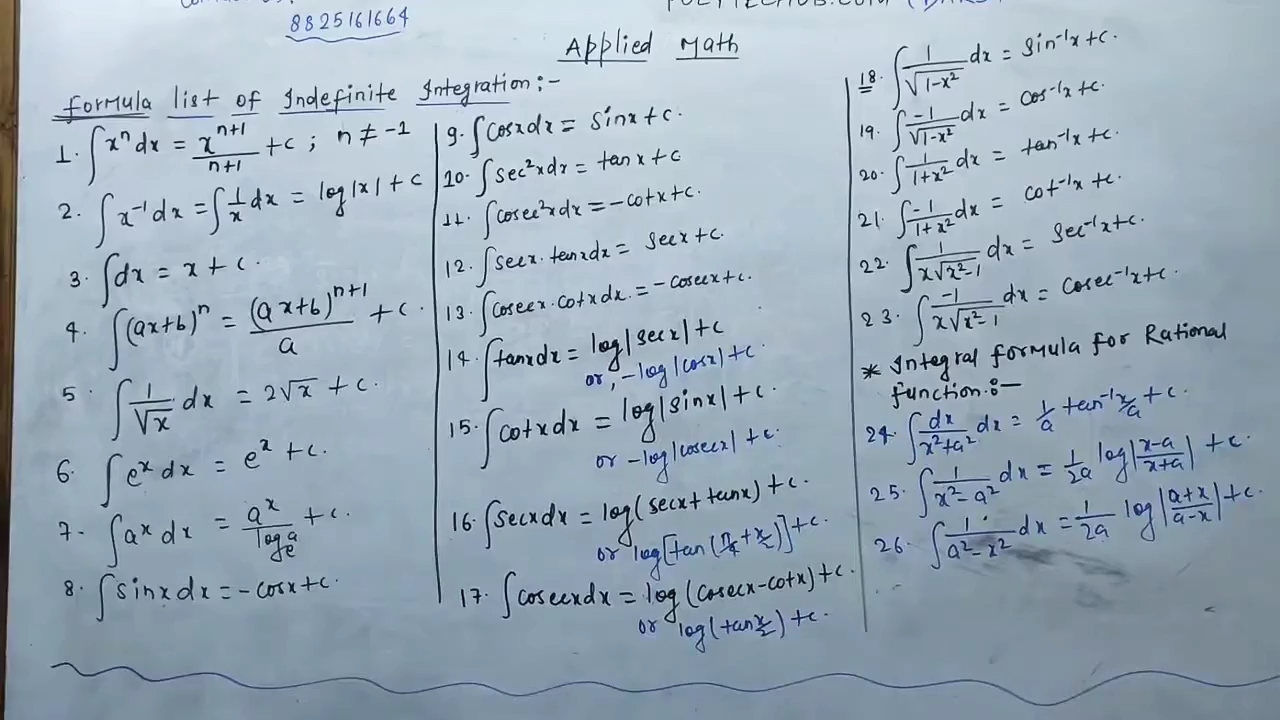 8825161664
Applied Math
Formula list of Indefinite Integration:-
1. ∫xⁿ dx = xⁿ⁺¹/n+1 + c ; n ≠ -1
2. ∫x⁻¹ dx = ∫1/x dx = log|x| + c
3. ∫dx = x + c.
4. ∫(ax+b)ⁿ = (ax+b)ⁿ⁺¹/a + c.
5. ∫1/√x dx = 2√x + c.
6. ∫eˣ dx = eˣ + c.
7. ∫aˣ dx = aˣ/logₑa + c.
8. ∫sinx dx = -cosx + c.
9. ∫cosx dx = sinx + c.
10. ∫sec²x dx = tanx + c
11. ∫cosec²x dx = -cotx + c.
12. ∫secx. tanx dx = secx + c.
13. ∫cosecx. cotx dx. = -cosecx + c.
14. ∫tanx dx = log|secx| + c
or, -log|cosx| + c.
15. ∫cotx dx = log|sinx| + c.
or -log|cosecx| + c.
16. ∫secx dx = log(secx + tanx) + c.
or log[tan(π/4 + x/2)] + c.
17. ∫cosecx dx = log(cosecx - cotx) + c.
or log(tan x/2) + c.
18. ∫1/√1-x² dx = sin⁻¹x + c.
19. ∫-1/√1-x² dx = cos⁻¹x + c.
20. ∫1/1+x² dx = tan⁻¹x + c.
21. ∫-1/1+x² dx = cot⁻¹x + c.
22. ∫1/x√x²-1 dx = sec⁻¹x + c.
23. ∫-1/x√x²-1 dx = cosec⁻¹x + c.
* Integral formula for Rational
function:-
24. ∫dx/x²+a² dx = 1/a tan⁻¹ x/a + c.
25. ∫1/x²-a² dx = 1/2a log|x-a/x+a| + c.
26. ∫1/a²-x² dx = 1/2a log|a+x/a-x| + c.